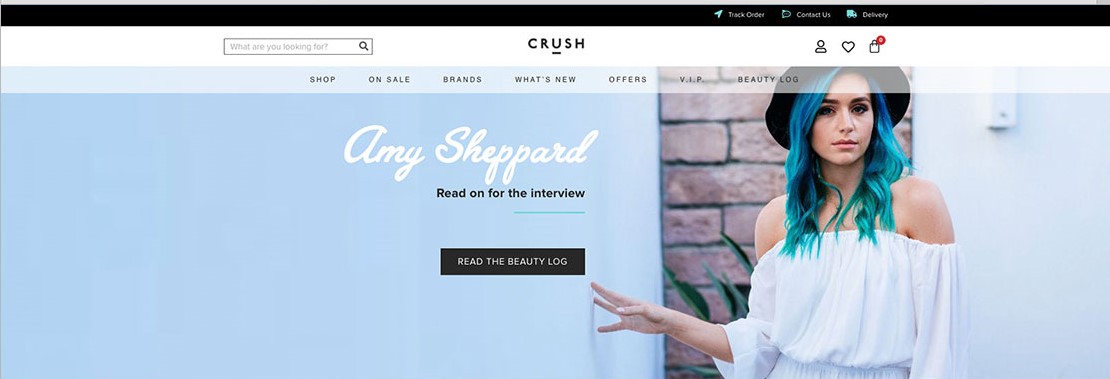 Track Order Contact Us Delivery
What are you looking for? CRUSH 0
SHOP ON SALE BRANDS WHAT'S NEW OFFERS V.I.P. BEAUTY LOG
Amy Sheppard
Read on for the interview
READ THE BEAUTY LOG